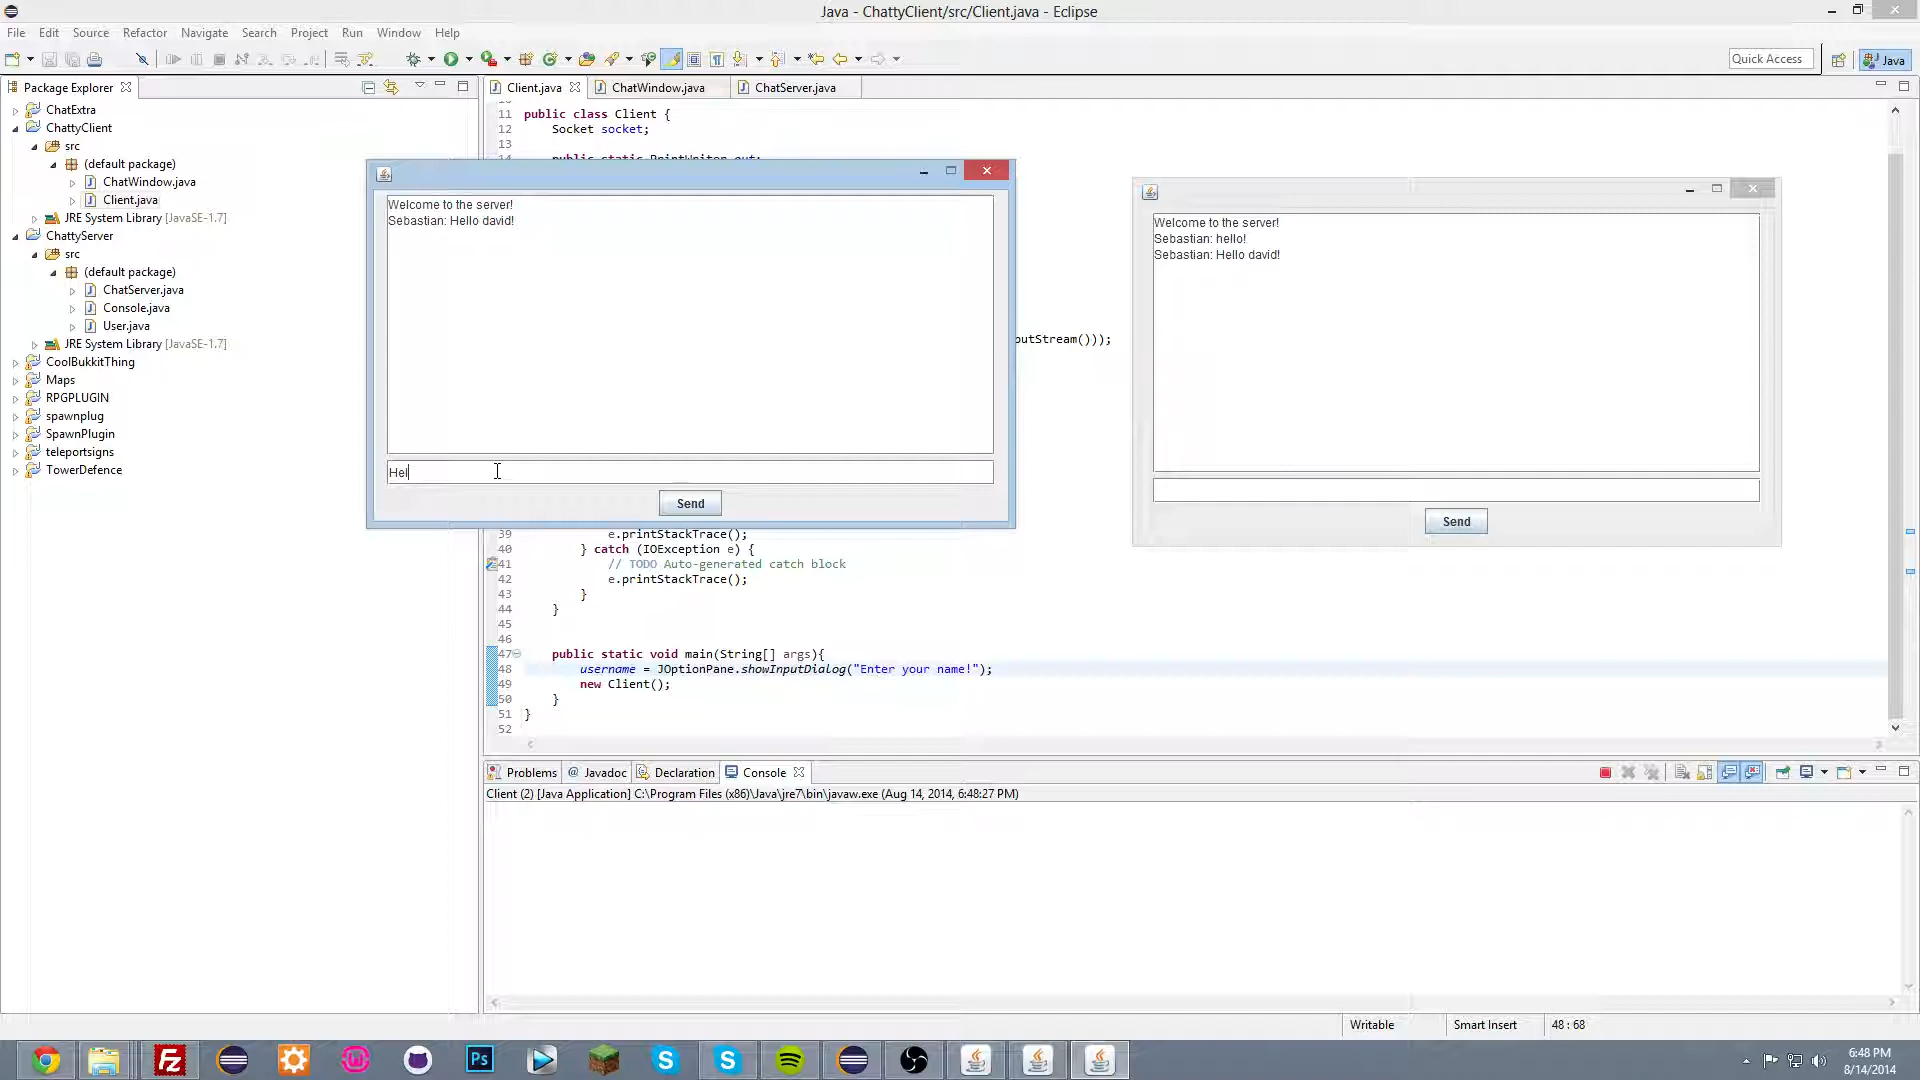 Java - ChattyClient/src/Client.java - Eclipse
File Edit Source Refactor Navigate Search Project Run Window Help
Quick Access
Java
Package Explorer
ChatExtra
ChattyClient
src
(default package)
ChatWindow.java
Client.java
JRE System Library [JavaSE-1.7]
ChattyServer
src
(default package)
ChatServer.java
Console.java
User.java
JRE System Library [JavaSE-1.7]
CoolBukkitThing
Maps
RPGPLUGIN
spawnplug
SpawnPlugin
teleportsigns
TowerDefence
Client.java ChatWindow.java ChatServer.java
11 public class Client {
12 Socket socket;
13
14 public static PrintWriter out;
putStream()));
Welcome to the server!
Sebastian: Hello david!
Hel
Send
Welcome to the server!
Sebastian: hello!
Sebastian: Hello david!
Send
39 e.printStackTrace();
40 } catch (IOException e) {
41 // TODO Auto-generated catch block
42 e.printStackTrace();
43 }
44 }
45
46
47 public static void main(String[] args){
48 username = JOptionPane.showInputDialog("Enter your name!");
49 new Client();
50 }
51 }
52
Problems @ Javadoc Declaration Console
Client (2) [Java Application] C:\Program Files (x86)\Java\jre7\bin\javaw.exe (Aug 14, 2014, 6:48:27 PM)
Writable Smart Insert 48 : 68
Fz
Ps
6:48 PM
8/14/2014